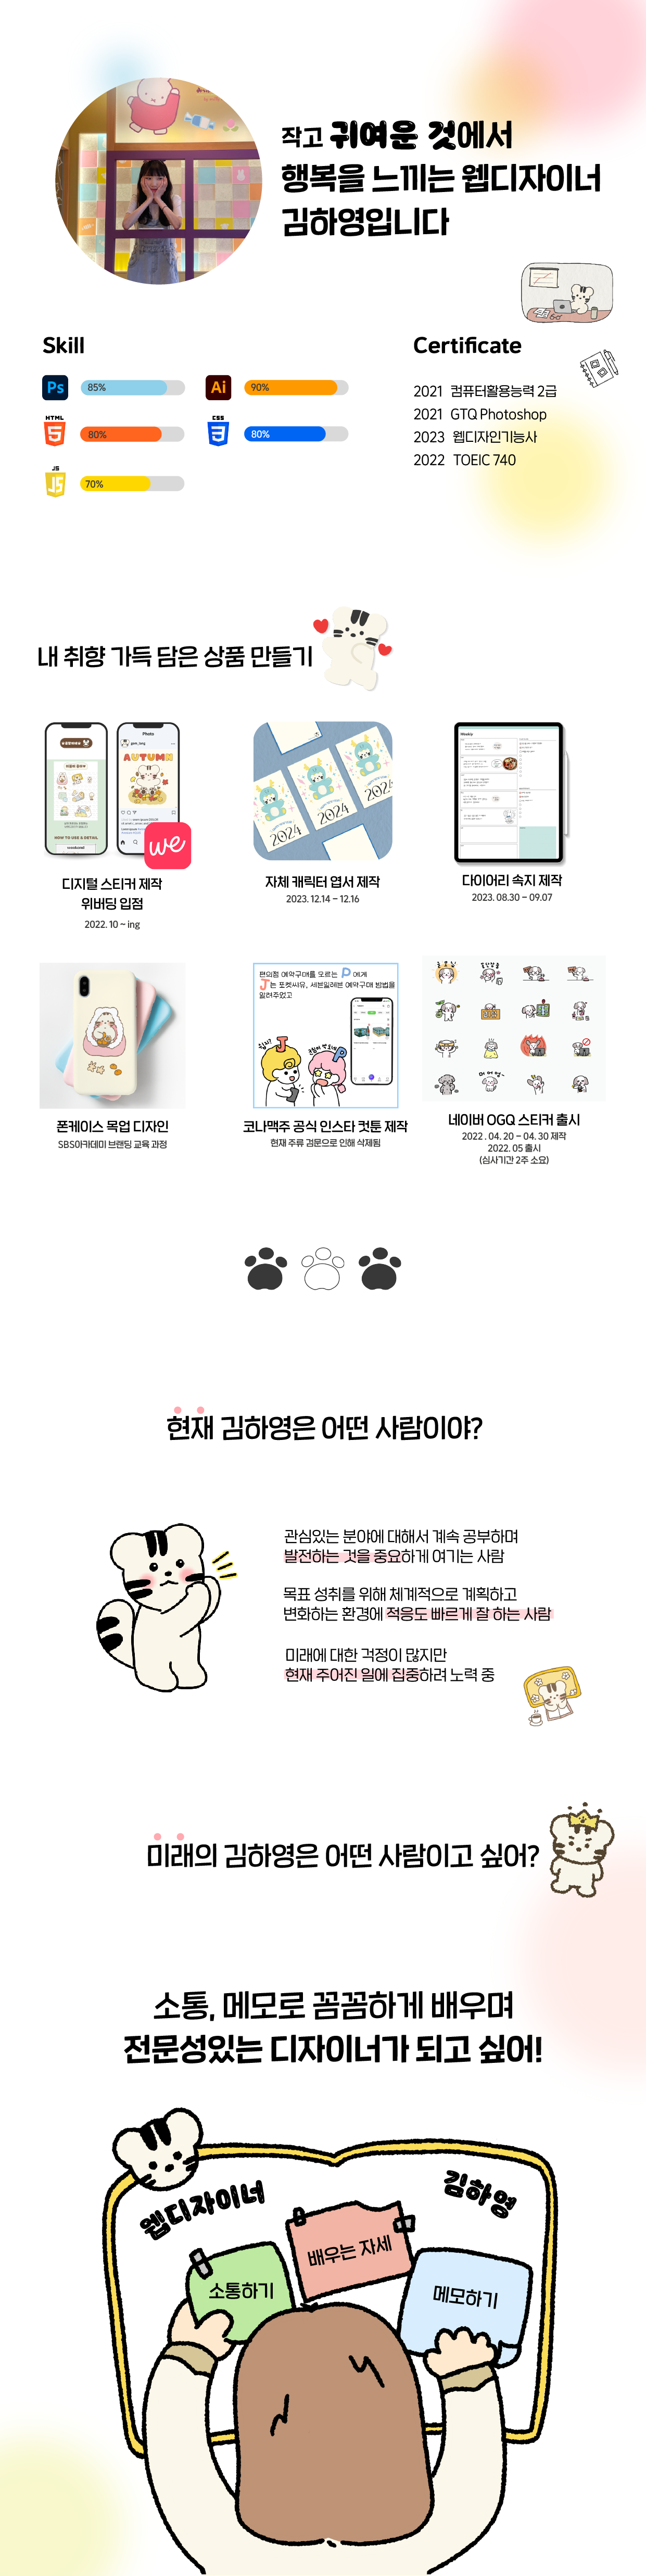 작고 귀여운 것에서
행복을 느끼는 웹디자이너
김하영입니다
Skill
Ps 85%
Ai 90%
HTML 5 80%
CSS 3 80%
JS JS 70%
Certificate
2021 컴퓨터활용능력 2급
2021 GTQ Photoshop
2023 웹디자인기능사
2022 TOEIC 740
내 취향 가득 담은 상품 만들기
Photo
AUTUMN
HOW TO USE & DETAIL
we
디지털 스티커 제작
위버딩 입점
2022. 10 ~ ing
2024
2024
2024
자체 캐릭터 엽서 제작
2023. 12.14 – 12.16
Weekly
다이어리 속지 제작
2023. 08.30 – 09.07
폰케이스 목업 디자인
SBS아카데미 브랜딩 교육 과정
편의점 예약구매를 모르는 P 에게
J는 포켓씨유, 세븐일레븐 예약구매 방법을
알려주었고
J
P
코나맥주 공식 인스타 컷툰 제작
현재 주류 검문으로 인해 삭제됨
네이버 OGQ 스티커 출시
2022 . 04. 20 – 04. 30 제작
2022. 05 출시
(심사기간 2주 소요)
현재 김하영은 어떤 사람이야?
관심있는 분야에 대해서 계속 공부하며
발전하는 것을 중요하게 여기는 사람
목표 성취를 위해 체계적으로 계획하고
변화하는 환경에 적응도 빠르게 잘 하는 사람
미래에 대한 걱정이 많지만
현재 주어진 일에 집중하려 노력 중
미래의 김하영은 어떤 사람이고 싶어?
소통, 메모로 꼼꼼하게 배우며
전문성있는 디자이너가 되고 싶어!
웹디자이너
김하영
소통하기
배우는 자세
메모하기